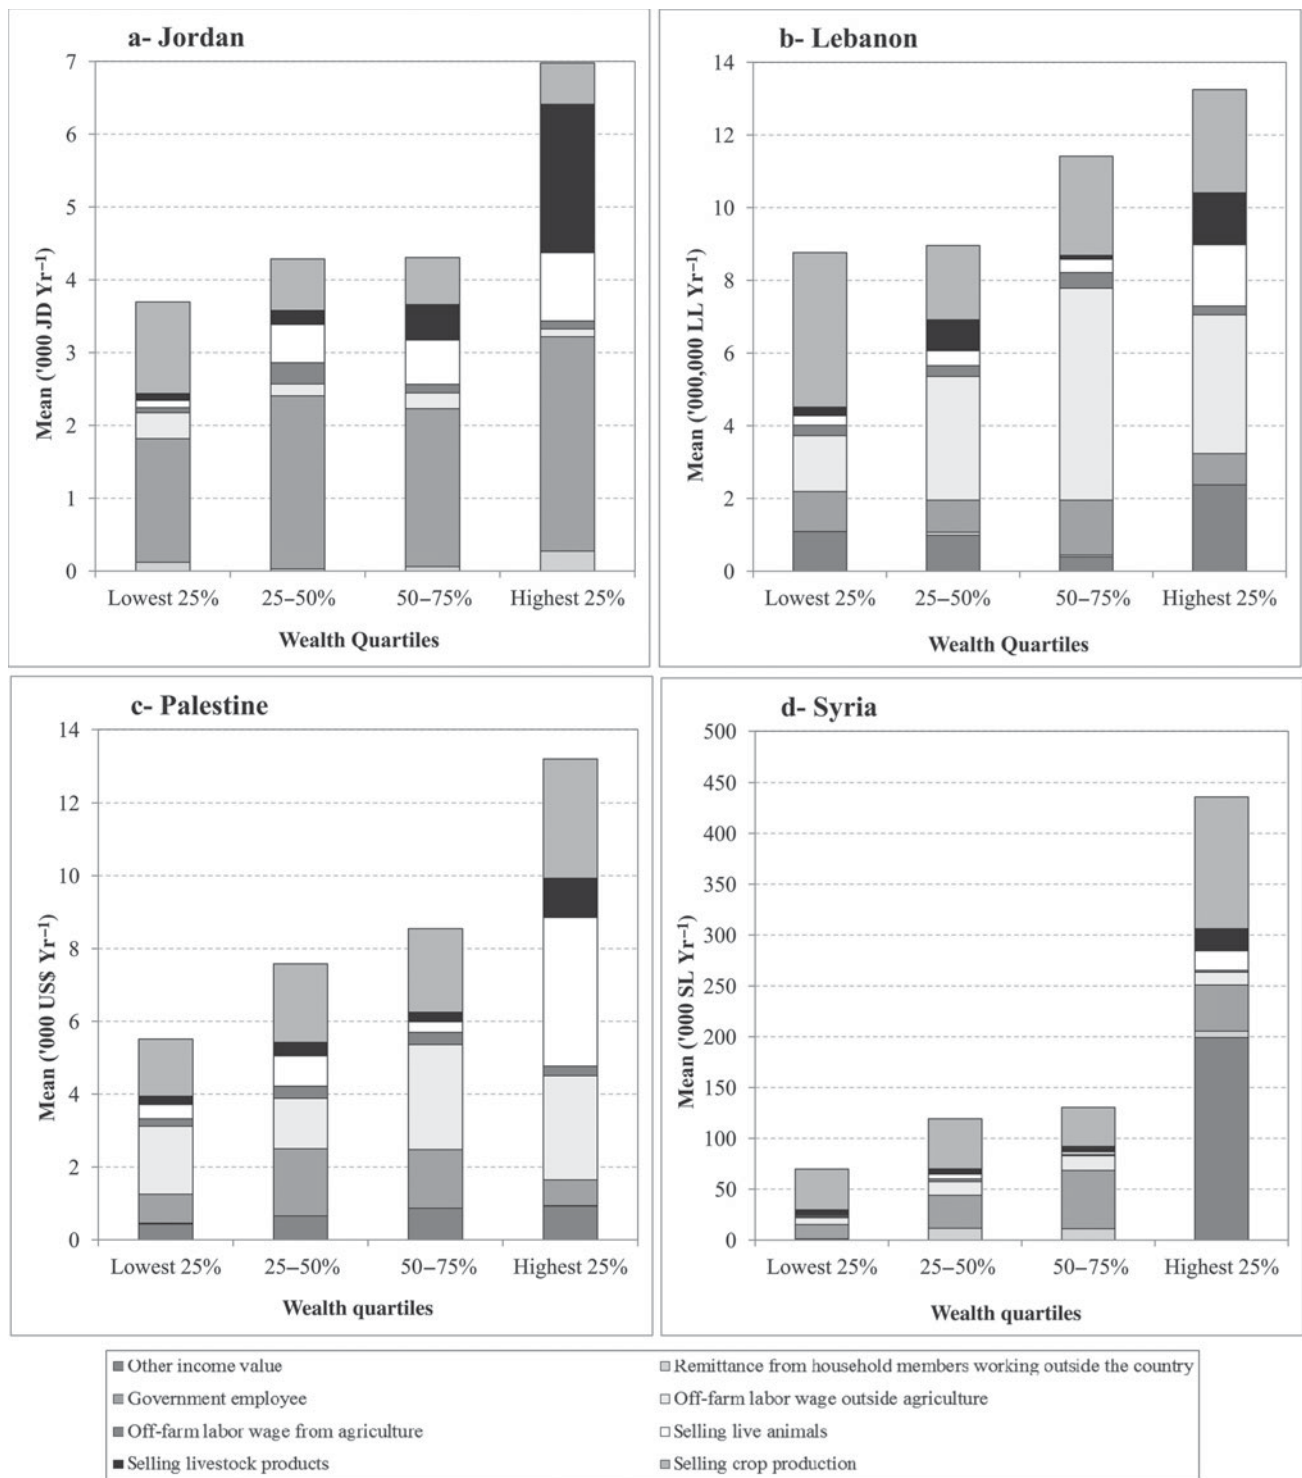 a- Jordan
7
6
5
4
3
2
1
0
Mean ('000 JD Yr⁻¹)
Lowest 25%
25–50%
50–75%
Highest 25%
Wealth Quartiles
b- Lebanon
14
12
10
8
6
4
2
0
Mean ('000,000 LL Yr⁻¹)
Lowest 25%
25–50%
50–75%
Highest 25%
Wealth Quartiles
c- Palestine
14
12
10
8
6
4
2
0
Mean ('000 US$ Yr⁻¹)
Lowest 25%
25–50%
50–75%
Highest 25%
Wealth quartiles
d- Syria
500
450
400
350
300
250
200
150
100
50
0
Mean ('000 SL Yr⁻¹)
Lowest 25%
25–50%
50–75%
Highest 25%
Wealth quartiles
Other income value
Remittance from household members working outside the country
Government employee
Off-farm labor wage outside agriculture
Off-farm labor wage from agriculture
Selling live animals
Selling livestock products
Selling crop production